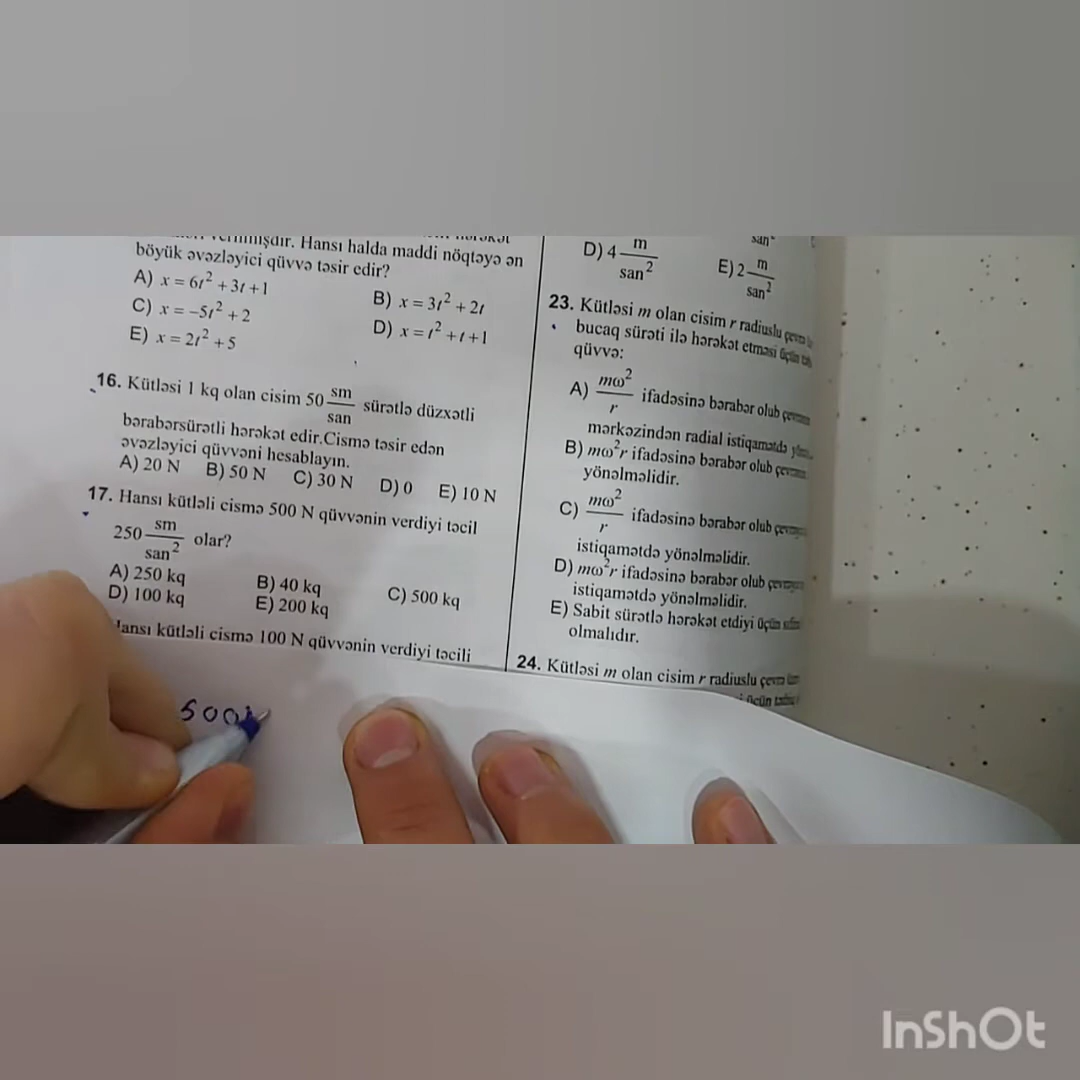 böyük əvəzləyici qüvvə təsir edir?
A) x = 6t² + 3t + 1
B) x = 3t² + 2t
C) x = −5t² + 2
D) x = t² + t + 1
E) x = 2t² + 5
16. Kütləsi 1 kq olan cisim 50 sm/san sürətlə düzxətli
bərabərsürətli hərəkət edir.Cismə təsir edən
əvəzləyici qüvvəni hesablayın.
A) 20 N B) 50 N C) 30 N D) 0 E) 10 N
17. Hansı kütləli cismə 500 N qüvvənin verdiyi təcil
250 sm/san² olar?
A) 250 kq B) 40 kq C) 500 kq
D) 100 kq E) 200 kq
kütləli cismə 100 N qüvvənin verdiyi təcili
500
D) 4 m/san²
E) 2 m/san²
23. Kütləsi m olan cisim r radiuslu
bucaq sürəti ilə hərəkət etməsi üçün
qüvvə:
A) mω²/r ifadəsinə bərabər olub
mərkəzindən radial istiqamətdə
B) mω²r ifadəsinə bərabər olub
yönəlməlidir.
C) mω²/r ifadəsinə bərabər olub
istiqamətdə yönəlməlidir.
D) mω²r ifadəsinə bərabər olub
istiqamətdə yönəlməlidir.
E) Sabit sürətlə hərəkət etdiyi üçün
olmalıdır.
24. Kütləsi m olan cisim r radiuslu
InShOt